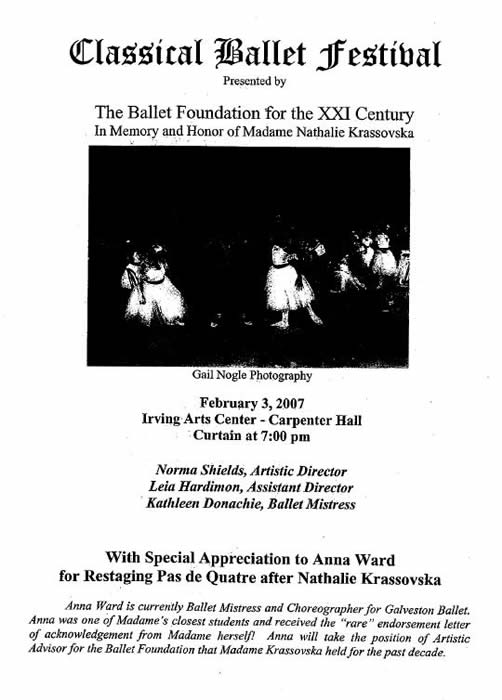 Classical Ballet Festival
Presented by
The Ballet Foundation for the XXI Century
In Memory and Honor of Madame Nathalie Krassovska
Gail Nogle Photography
February 3, 2007
Irving Arts Center - Carpenter Hall
Curtain at 7:00 pm
Norma Shields, Artistic Director
Leia Hardimon, Assistant Director
Kathleen Donachie, Ballet Mistress
With Special Appreciation to Anna Ward
for Restaging Pas de Quatre after Nathalie Krassovska
Anna Ward is currently Ballet Mistress and Choreographer for Galveston Ballet.
Anna was one of Madame's closest students and received the "rare" endorsement letter
of acknowledgement from Madame herself! Anna will take the position of Artistic
Advisor for the Ballet Foundation that Madame Krassovska held for the past decade.